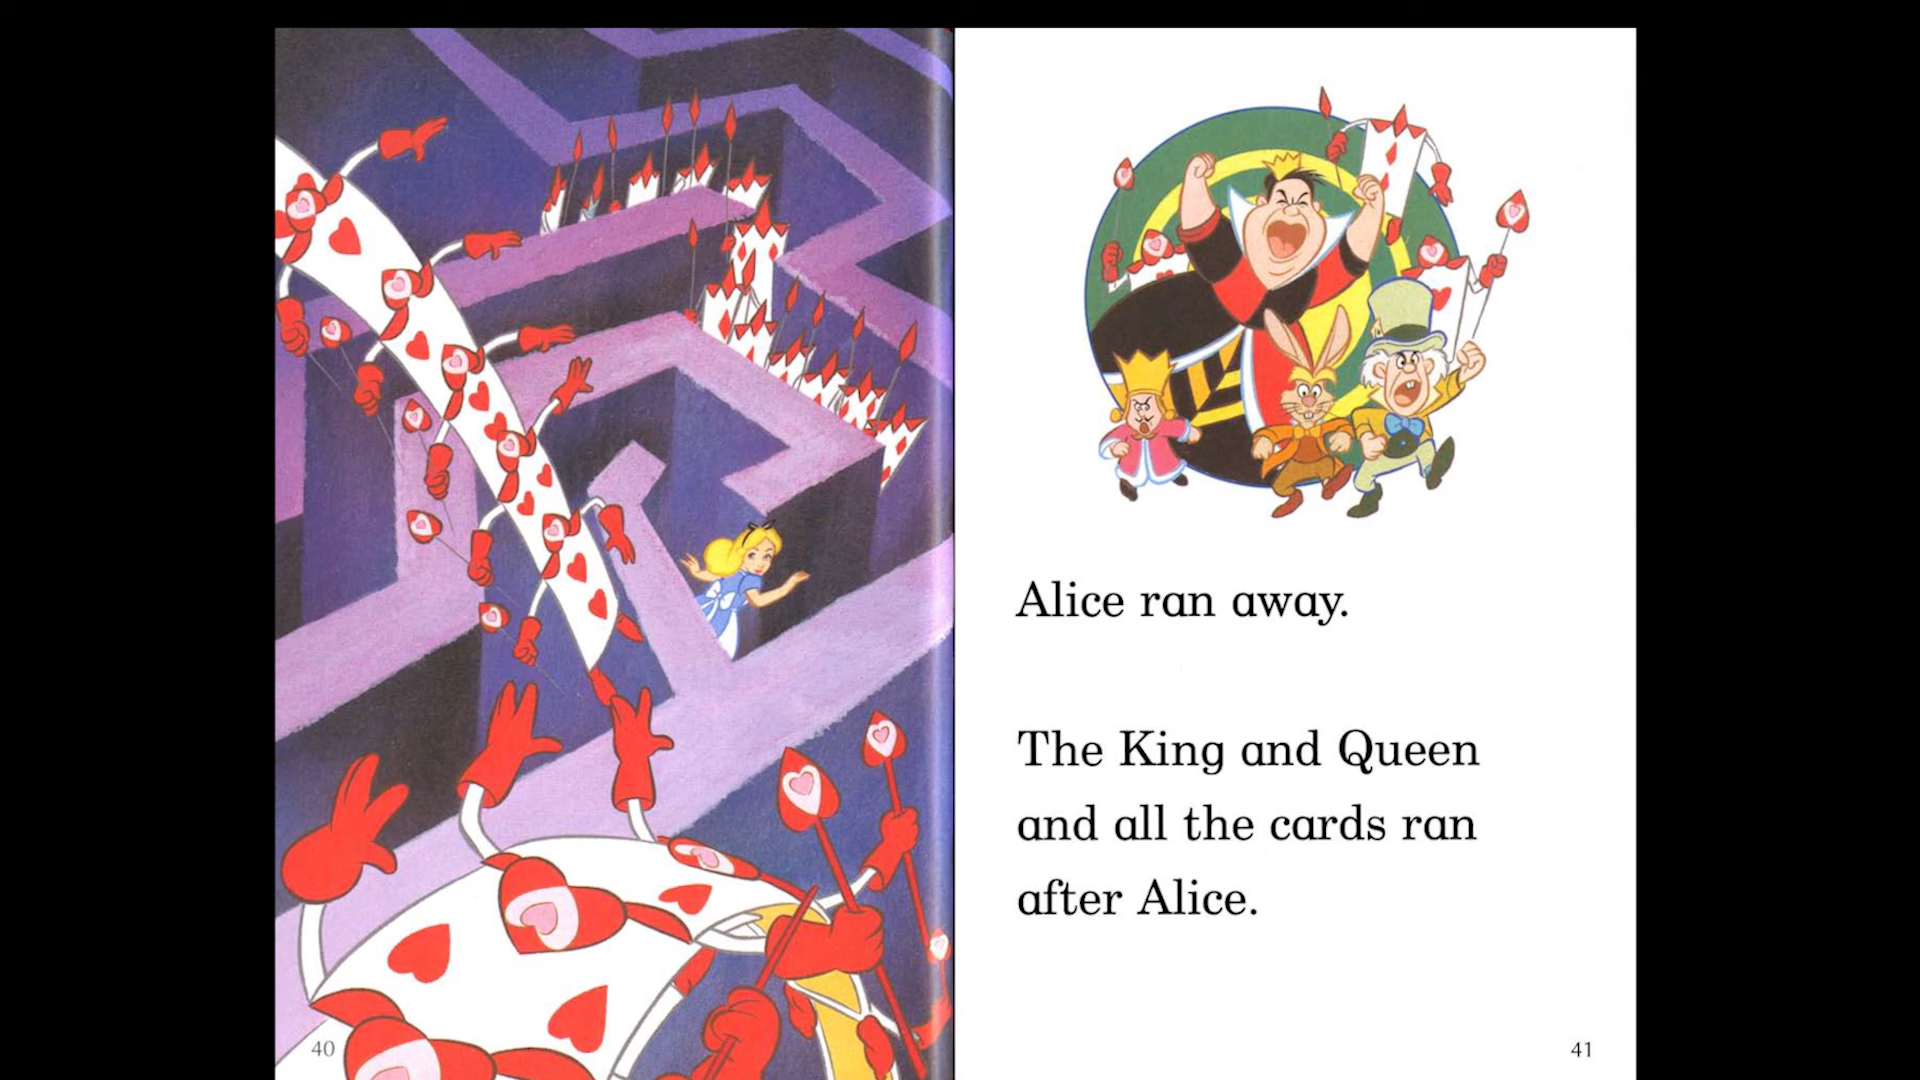 Alice ran away.
The King and Queen
and all the cards ran
after Alice.
40
41